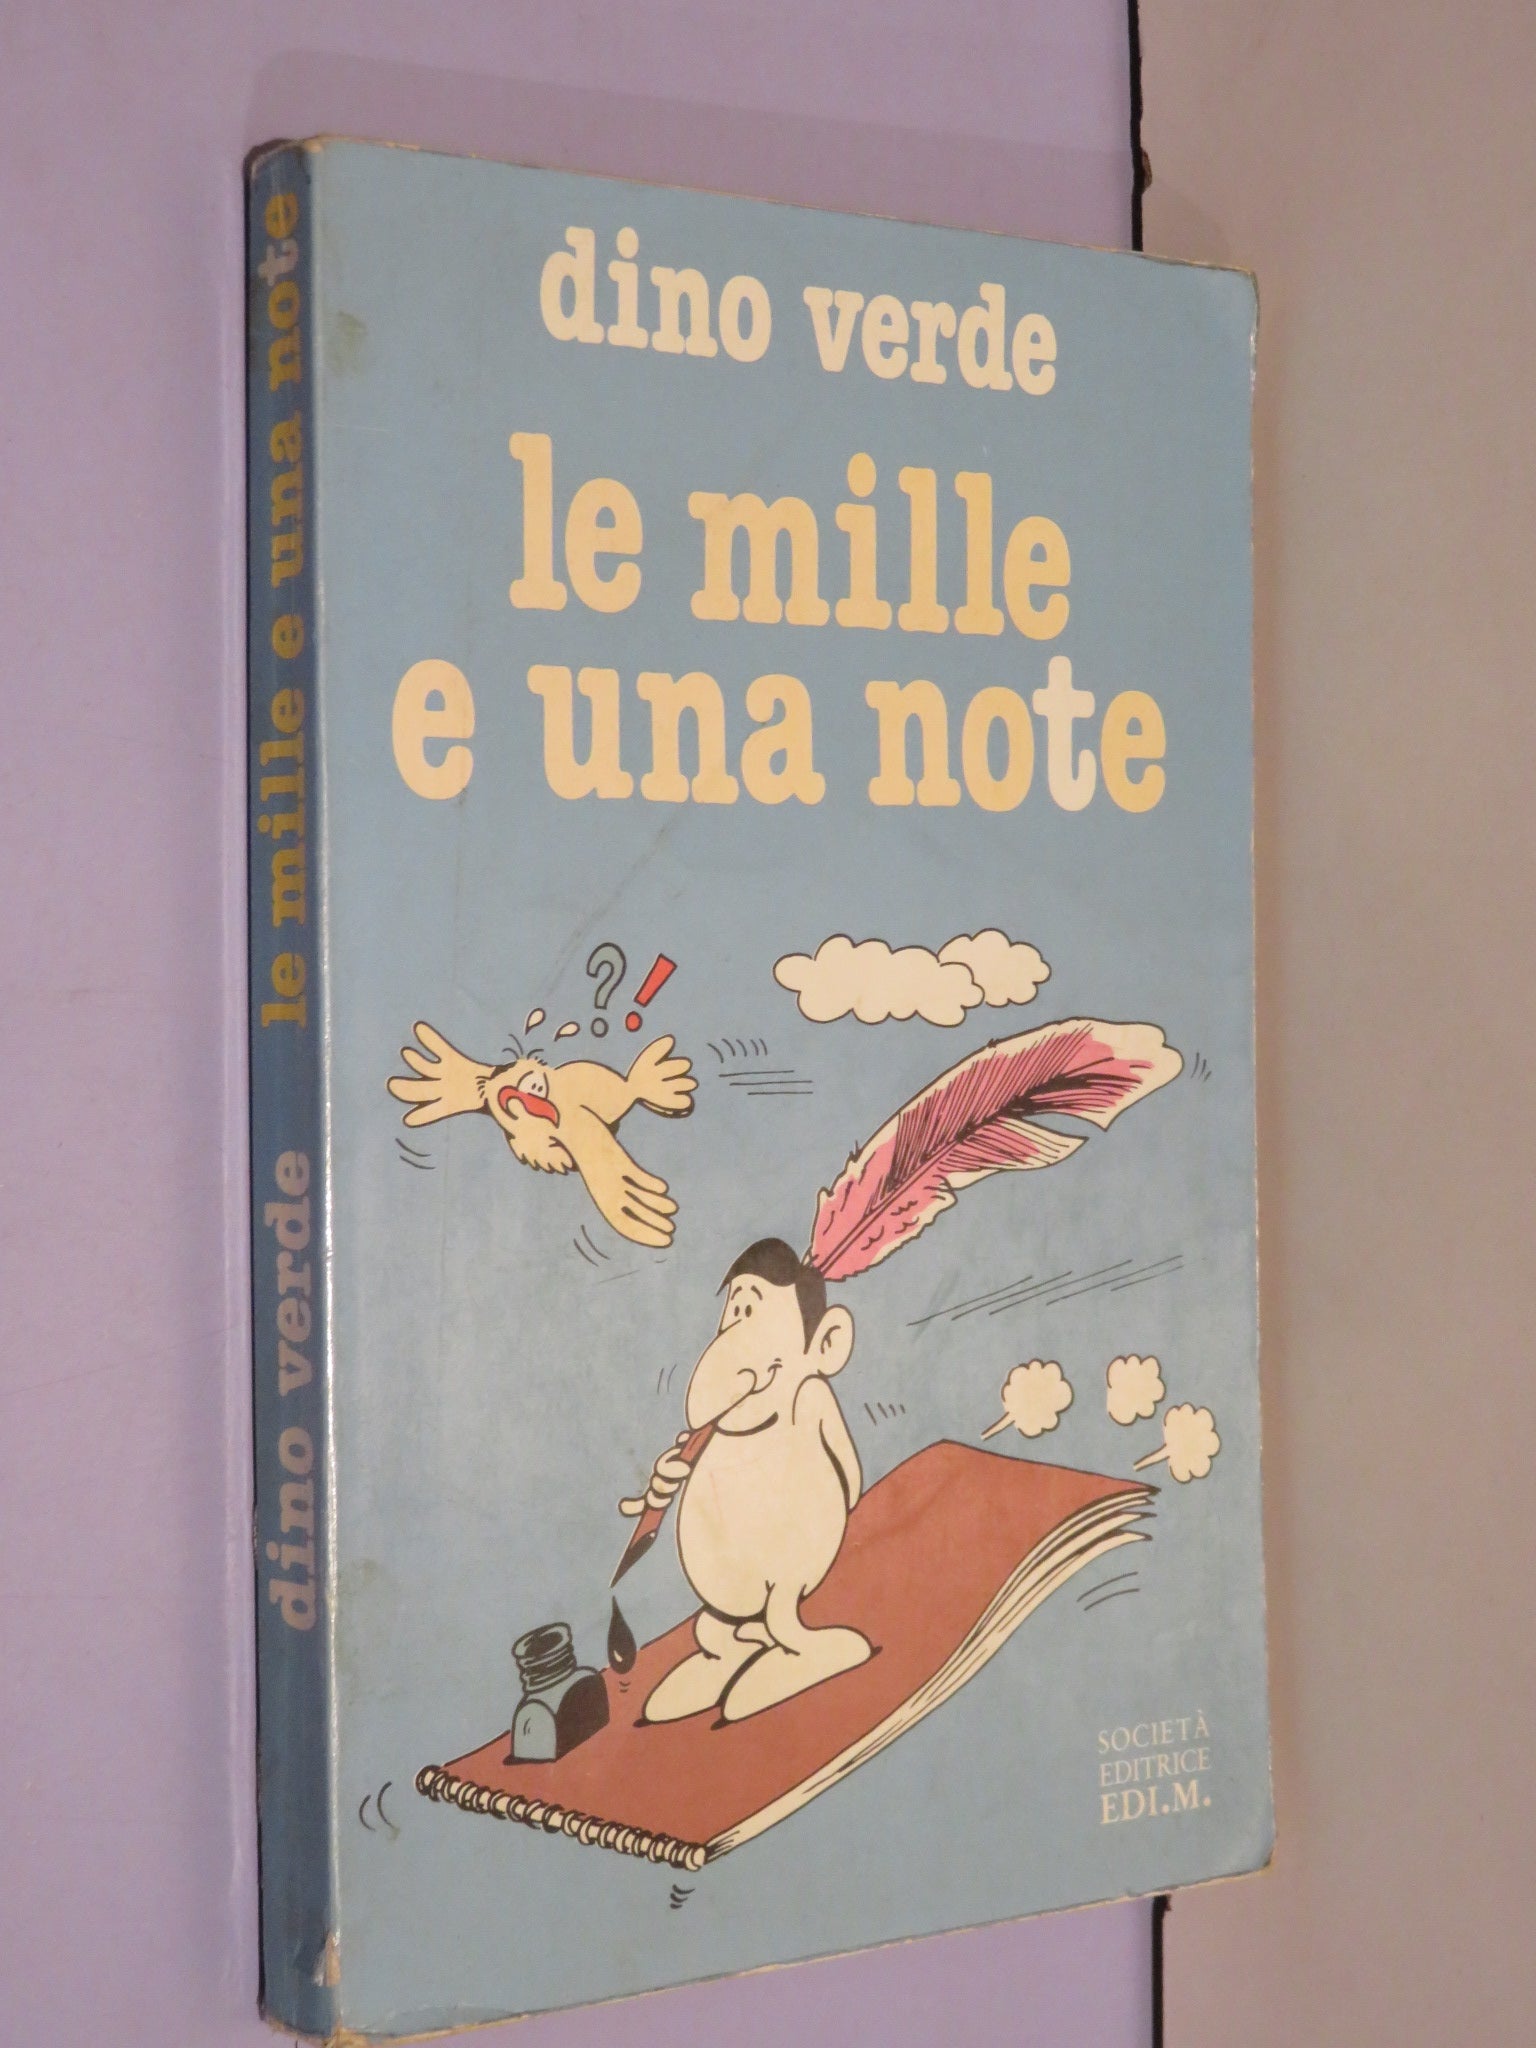 dino verde
le mille
e una note
?!
SOCIETÀ
EDITRICE
EDI.M.
dino verde le mille e una note